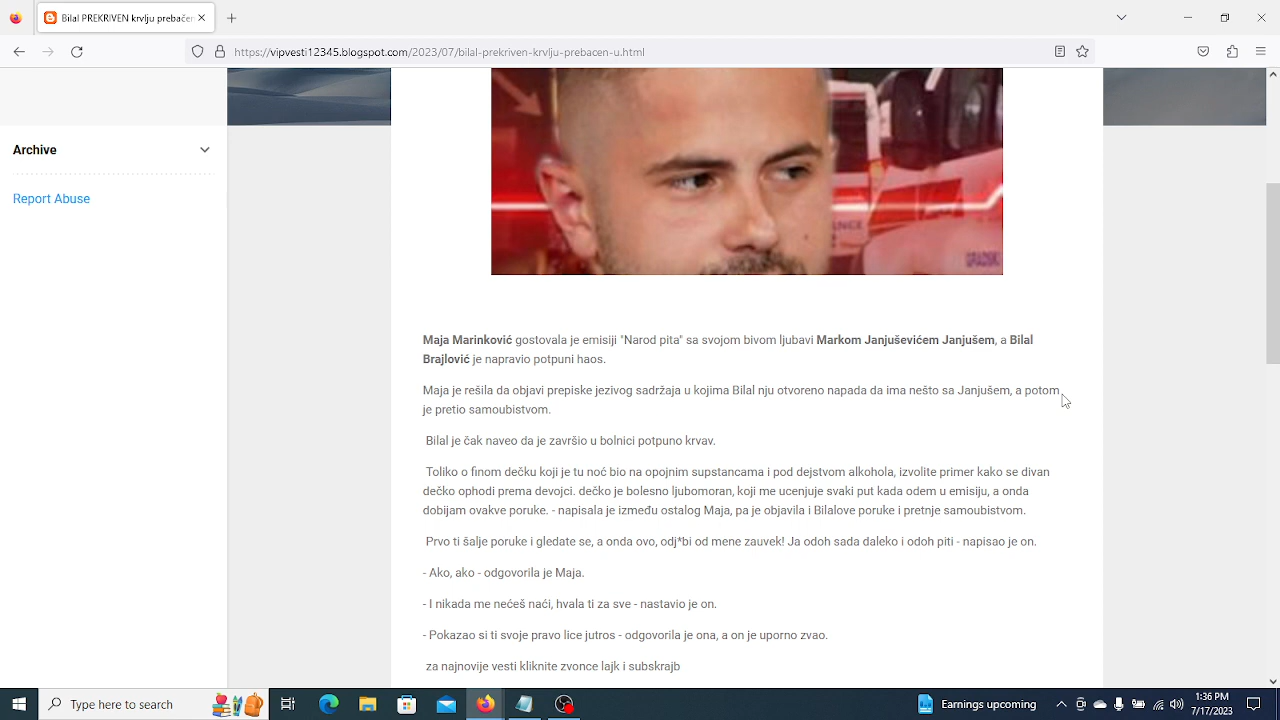 Bilal PREKRIVEN krvlju prebačen
https://vipvesti12345.blogspot.com/2023/07/bilal-prekriven-krvlju-prebacen-u.html
Archive
Report Abuse
Maja Marinković gostovala je emisiji "Narod pita" sa svojom bivom ljubavi Markom Janjuševićem Janjušem, a Bilal
Brajlović je napravio potpuni haos.
Maja je rešila da objavi prepiske jezivog sadržaja u kojima Bilal nju otvoreno napada da ima nešto sa Janjušem, a potom
je pretio samoubistvom.
Bilal je čak naveo da je završio u bolnici potpuno krvav.
Toliko o finom dečku koji je tu noć bio na opojnim supstancama i pod dejstvom alkohola, izvolite primer kako se divan
dečko ophodi prema devojci. dečko je bolesno ljubomoran, koji me ucenjuje svaki put kada odem u emisiju, a onda
dobijam ovakve poruke. - napisala je između ostalog Maja, pa je objavila i Bilalove poruke i pretnje samoubistvom.
Prvo ti šalje poruke i gledate se, a onda ovo, odj*bi od mene zauvek! Ja odoh sada daleko i odoh piti - napisao je on.
- Ako, ako - odgovorila je Maja.
- I nikada me nećeš naći, hvala ti za sve - nastavio je on.
- Pokazao si ti svoje pravo lice jutros - odgovorila je ona, a on je uporno zvao.
za najnovije vesti kliknite zvonce lajk i subskrajb
Type here to search
Earnings upcoming
1:36 PM
7/17/2023